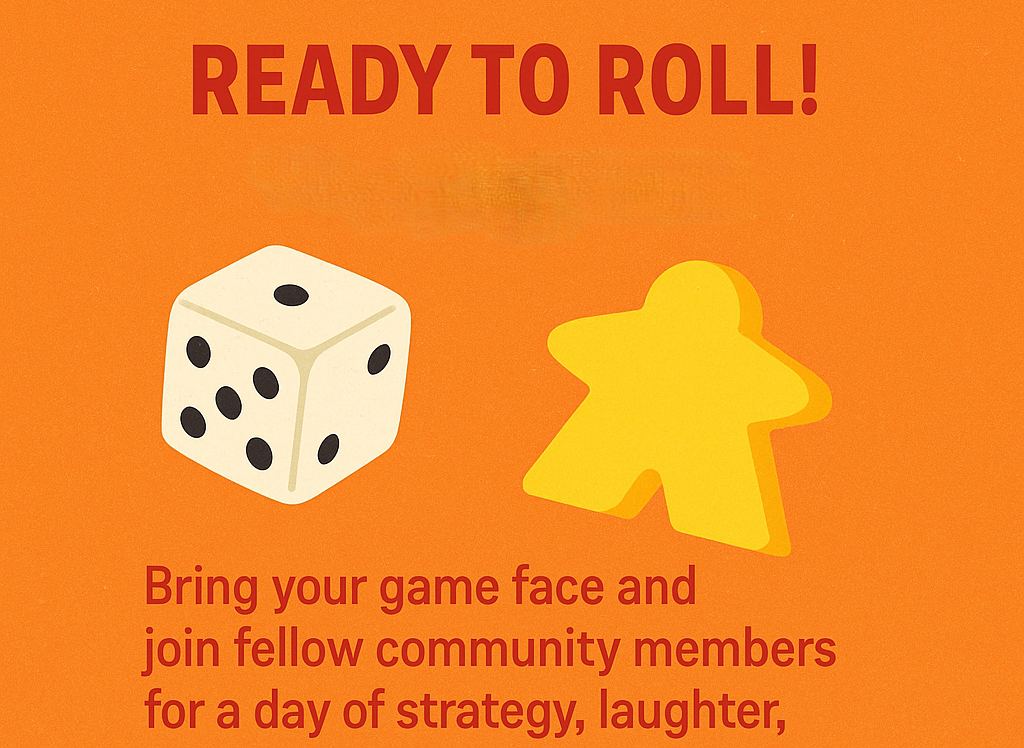 READY TO ROLL!
Bring your game face and
join fellow community members
for a day of strategy, laughter,